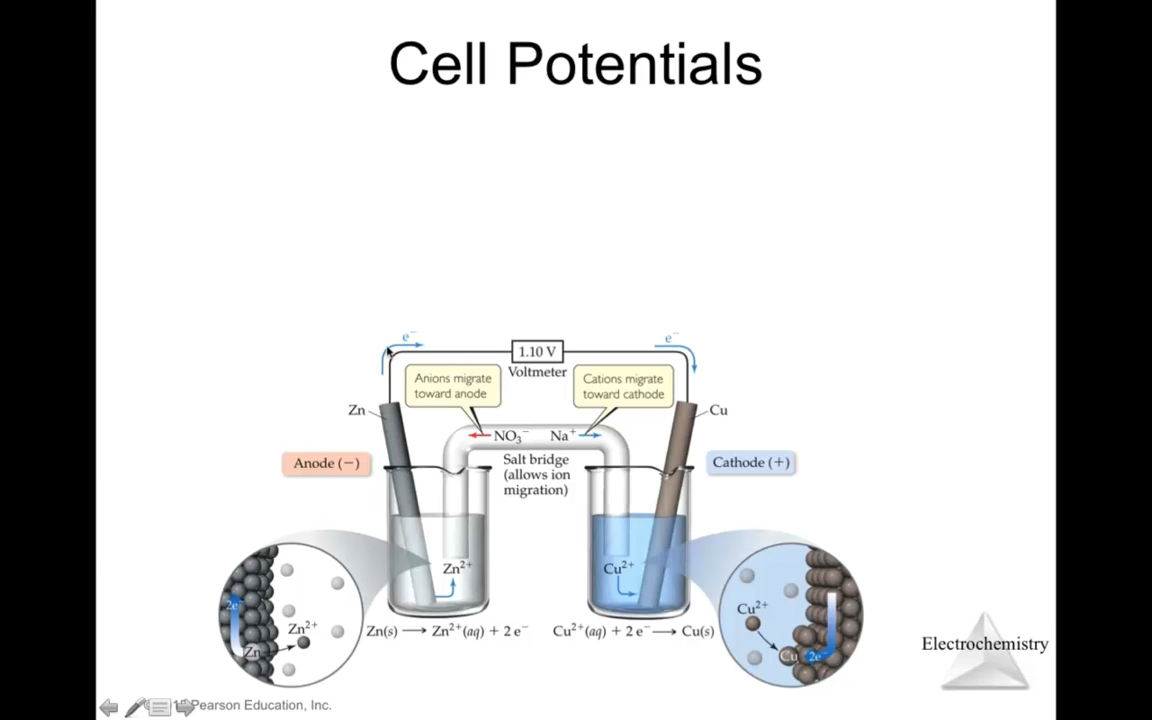 Cell Potentials
e⁻
e⁻
1.10 V
Voltmeter
Anions migrate
toward anode
Cations migrate
toward cathode
Zn
Cu
NO₃⁻ Na⁺
Anode (−)
Salt bridge
(allows ion
migration)
Cathode (+)
Zn²⁺
Cu²⁺
2e⁻
Zn²⁺
Zn
Zn(s) ⟶ Zn²⁺(aq) + 2 e⁻
Cu²⁺(aq) + 2 e⁻ ⟶ Cu(s)
Cu²⁺
Cu
2e⁻
Electrochemistry
Pearson Education, Inc.